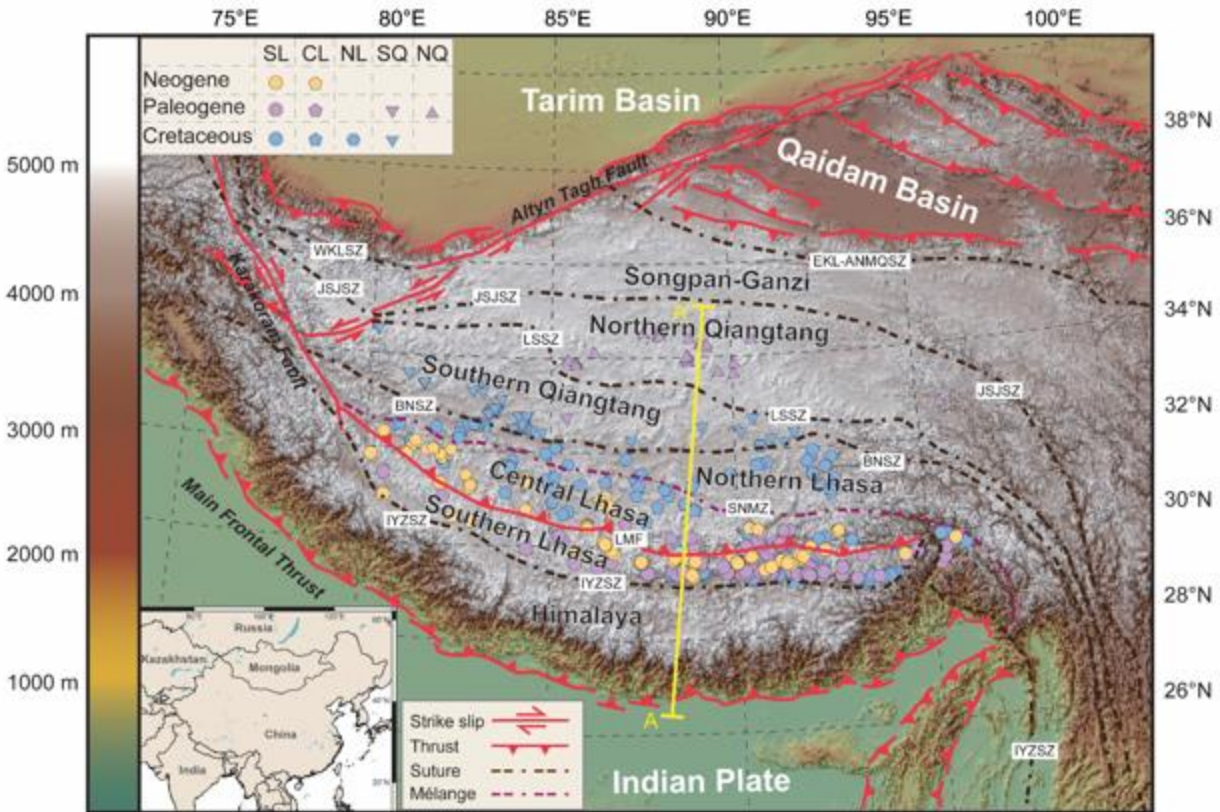 75°E 80°E 85°E 90°E 95°E 100°E
SL CL NL SQ NQ
Neogene
Paleogene
Cretaceous
5000 m
4000 m
3000 m
2000 m
1000 m
38°N
36°N
34°N
32°N
30°N
28°N
26°N
Tarim Basin
Qaidam Basin
Altyn Tagh Fault
WKLSZ
EKL-ANMQSZ
Karakoram Fault
JSJSZ
Songpan-Ganzi
JSJSZ
A'
Northern Qiangtang
LSSZ
Southern Qiangtang
JSJSZ
BNSZ
LSSZ
BNSZ
Central Lhasa
Northern Lhasa
SNMZ
Main Frontal Thrust
IYZSZ
Southern Lhasa
LMF
IYZSZ
Himalaya
A
IYZSZ
Indian Plate
Russia
Kazakhstan
Mongolia
China
India
Strike slip
Thrust
Suture
Mélange